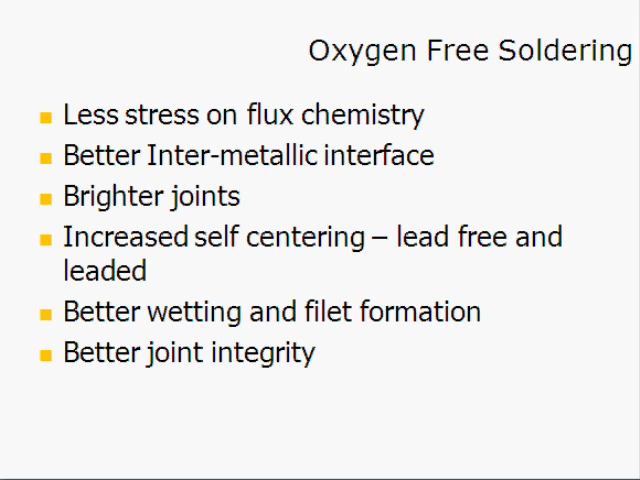 Oxygen Free Soldering
Less stress on flux chemistry
Better Inter-metallic interface
Brighter joints
Increased self centering – lead free and
leaded
Better wetting and filet formation
Better joint integrity